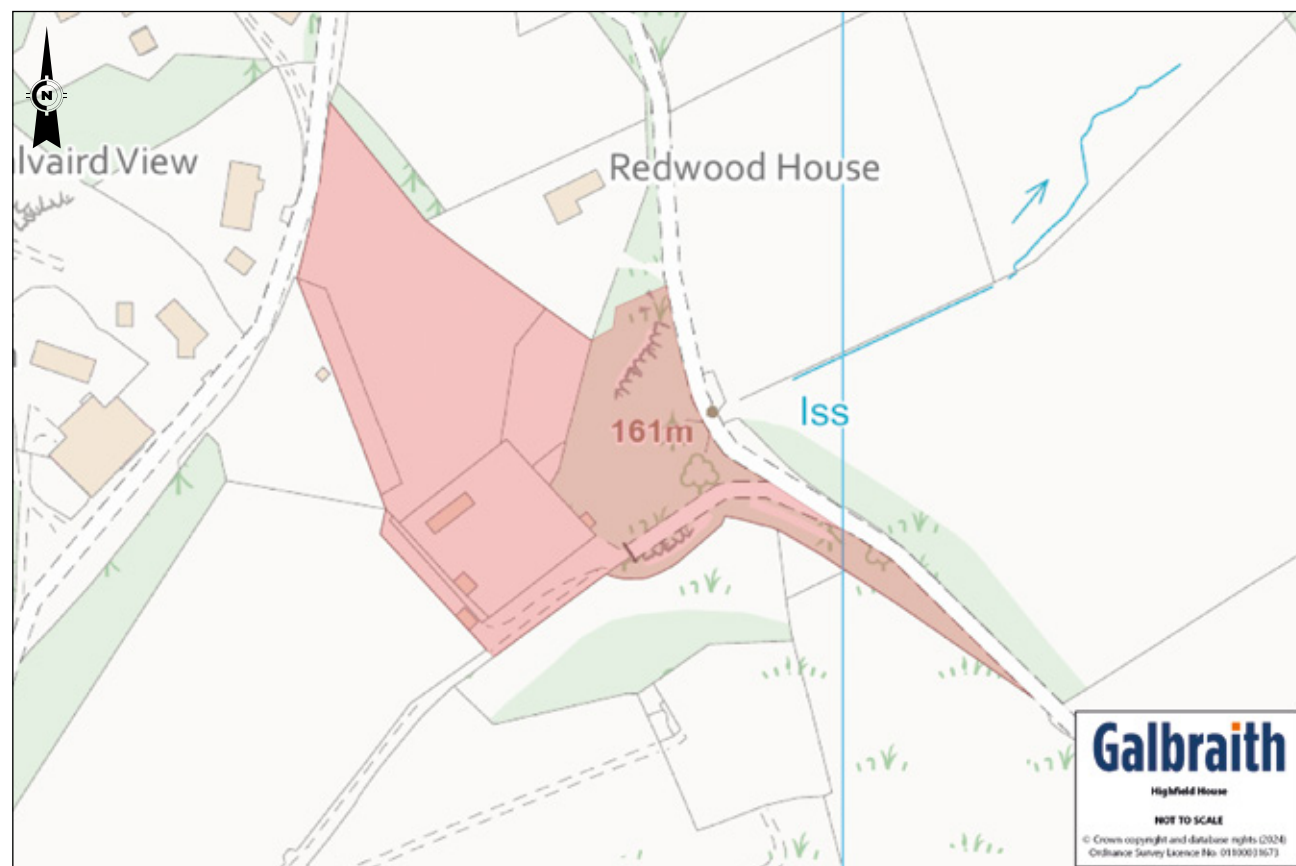 N
lvaird View
Redwood House
Iss
161m
Galbraith
Highfield House
NOT TO SCALE
© Crown copyright and database rights (2024)
Ordnance Survey Licence No. 0100031673